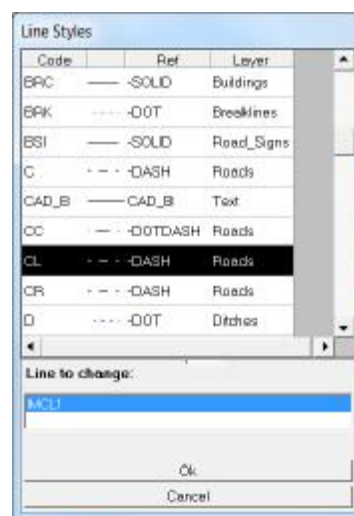 Line Styles
Code Ref Layer
BRC -SOLID Buildings
BRK -DOT Breaklines
BSI -SOLID Road_Signs
C -DASH Roads
CAD_B CAD_BI Text
CC -DOTDASH Roads
CL -DASH Roads
CR -DASH Roads
D -DOT Ditches
Line to change:
MCL1
Ok
Cancel